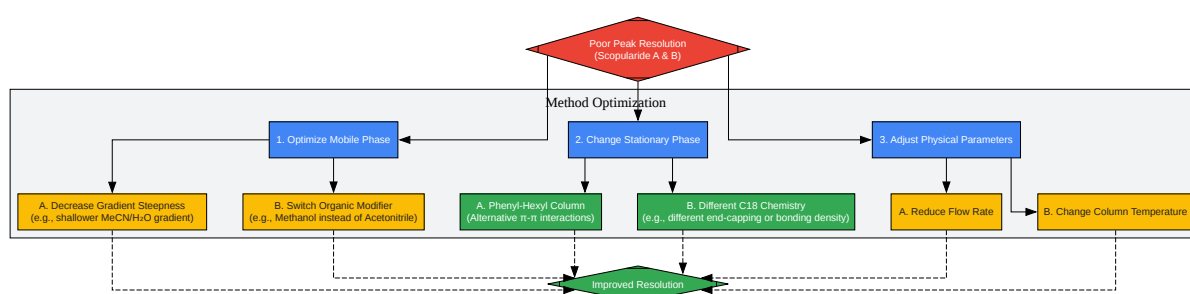 Poor Peak Resolution
(Scopularide A & B)
Method Optimization
1. Optimize Mobile Phase
2. Change Stationary Phase
3. Adjust Physical Parameters
A. Decrease Gradient Steepness
(e.g., shallower MeCN/H₂O gradient)
B. Switch Organic Modifier
(e.g., Methanol instead of Acetonitrile)
A. Phenyl-Hexyl Column
(Alternative π-π interactions)
B. Different C18 Chemistry
(e.g., different end-capping or bonding density)
A. Reduce Flow Rate
B. Change Column Temperature
Improved Resolution